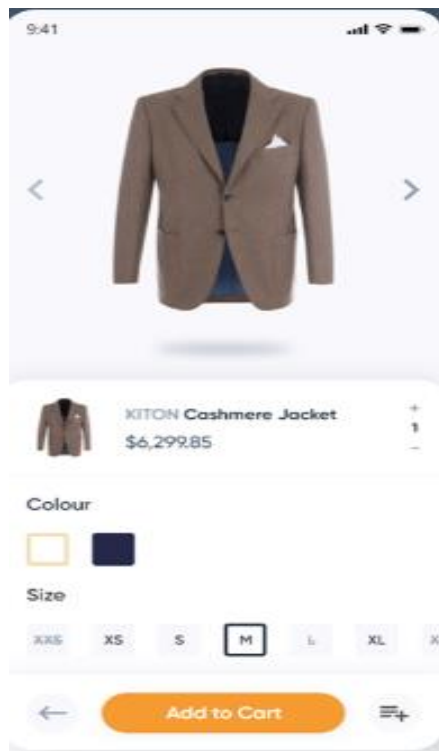 9:41
KITON Cashmere Jacket
+
$6,299.85
1
-
Colour
Size
XXS XS S M L XL X
Add to Cart